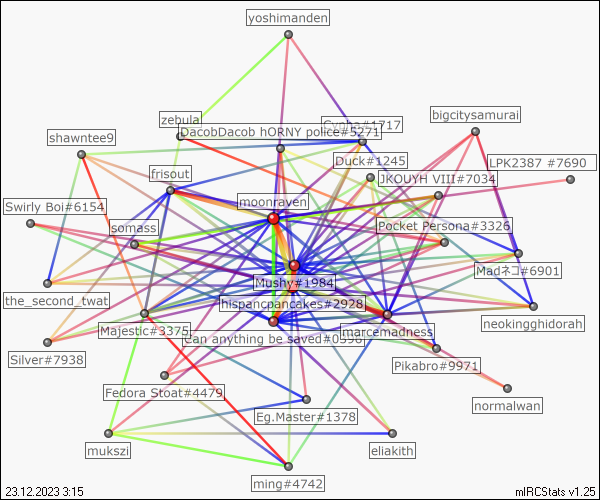 yoshimanden
bigcitysamurai
zebula
Cypha#1717
DacobDacob hORNY police#5271
shawntee9
Duck#1245
LPK2387 #7690
frisout
JKOUYH VIII#7034
moonraven
Swirly Boi#6154
somass
Pocket Persona#3326
Mushy#1984
Madネコ#6901
the_second_twat
hispancpancakes#2928
neokingghidorah
Majestic#3375
marcemadness
Can anything be saved#0996
Silver#7938
Pikabro#9971
Fedora Stoat#4479
normalwan
Eg.Master#1378
mukszi
eliakith
ming#4742
23.12.2023 3:15
mIRCStats v1.25